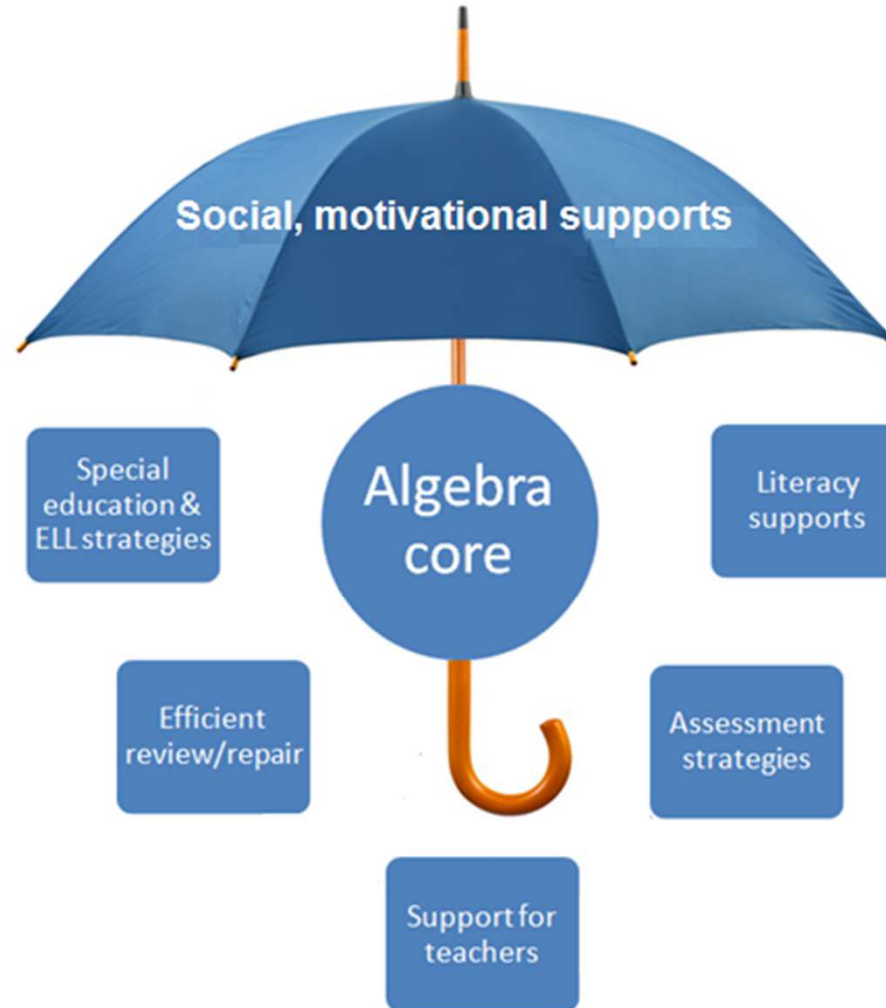 Social, motivational supports
Algebra
core
Special
education &
ELL strategies
Literacy
supports
Efficient
review/repair
Assessment
strategies
Support for
teachers